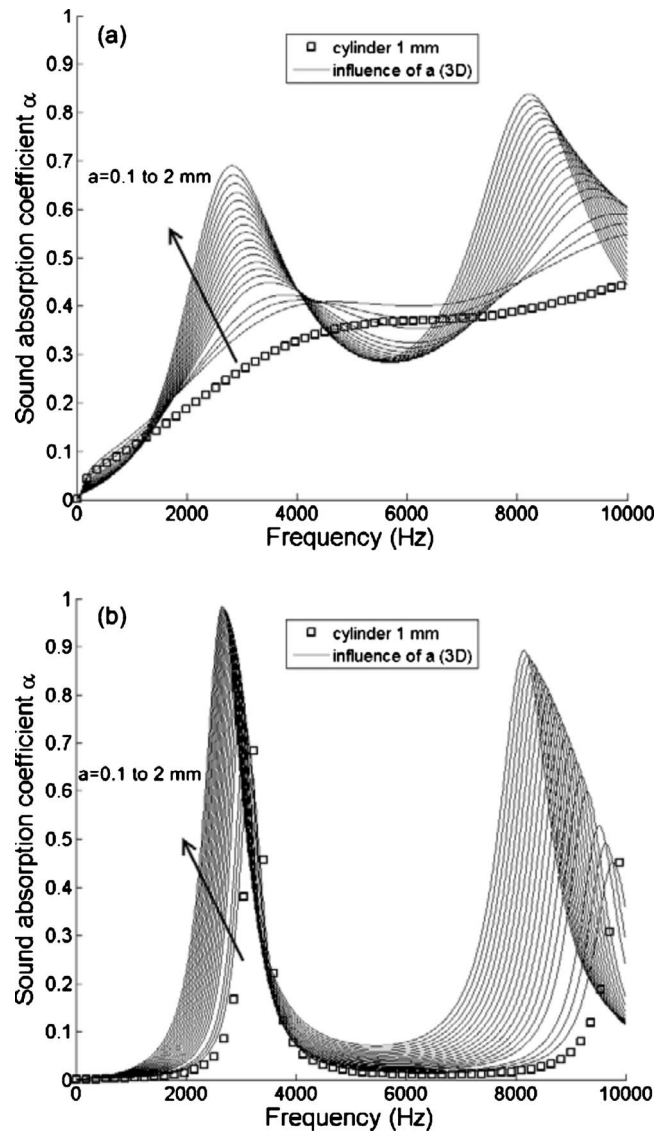 (a)
cylinder 1 mm
influence of a (3D)
a=0.1 to 2 mm
Sound absorption coefficient α
1
0.9
0.8
0.7
0.6
0.5
0.4
0.3
0.2
0.1
0
0 2000 4000 6000 8000 10000
Frequency (Hz)
(b)
cylinder 1 mm
influence of a (3D)
a=0.1 to 2 mm
Sound absorption coefficient α
1
0.9
0.8
0.7
0.6
0.5
0.4
0.3
0.2
0.1
0
0 2000 4000 6000 8000 10000
Frequency (Hz)